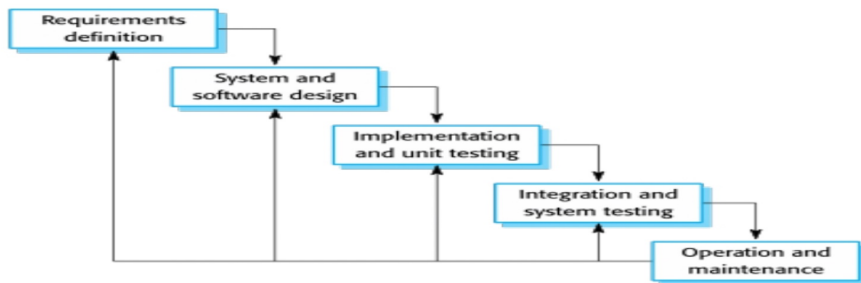 Requirements
definition
System and
software design
Implementation
and unit testing
Integration and
system testing
Operation and
maintenance